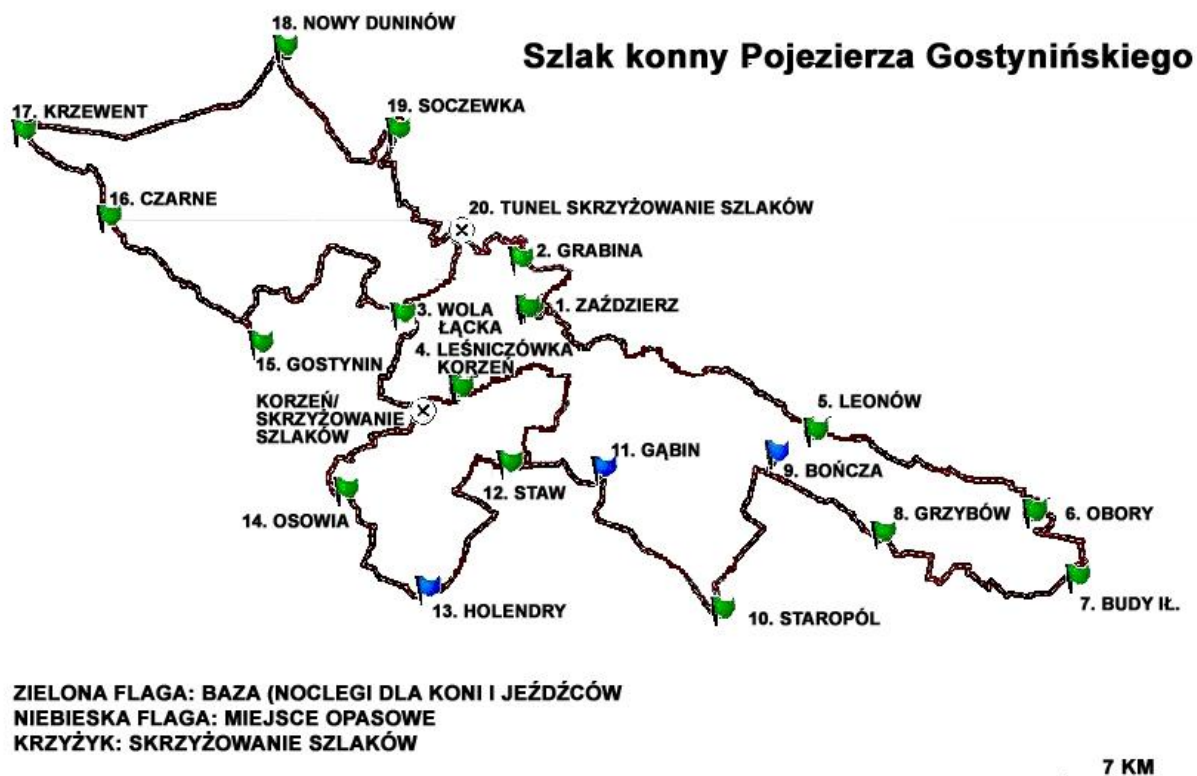 18. NOWY DUNINÓW
Szlak konny Pojezierza Gostynińskiego
17. KRZEWENT
19. SOCZEWKA
16. CZARNE
20. TUNEL SKRZYŻOWANIE SZLAKÓW
2. GRABINA
1. ZAŹDZIERZ
3. WOLA
ŁĄCKA
4. LEŚNICZÓWKA
KORZEŃ
15. GOSTYNIN
KORZEŃ/
SKRZYŻOWANIE
SZLAKÓW
5. LEONÓW
11. GĄBIN
9. BOŃCZA
12. STAW
14. OSOWIA
8. GRZYBÓW
6. OBORY
13. HOLENDRY
10. STAROPÓL
7. BUDY IŁ.
ZIELONA FLAGA: BAZA (NOCLEGI DLA KONI I JEŹDŹCÓW
NIEBIESKA FLAGA: MIEJSCE OPASOWE
KRZYŻYK: SKRZYŻOWANIE SZLAKÓW
7 KM